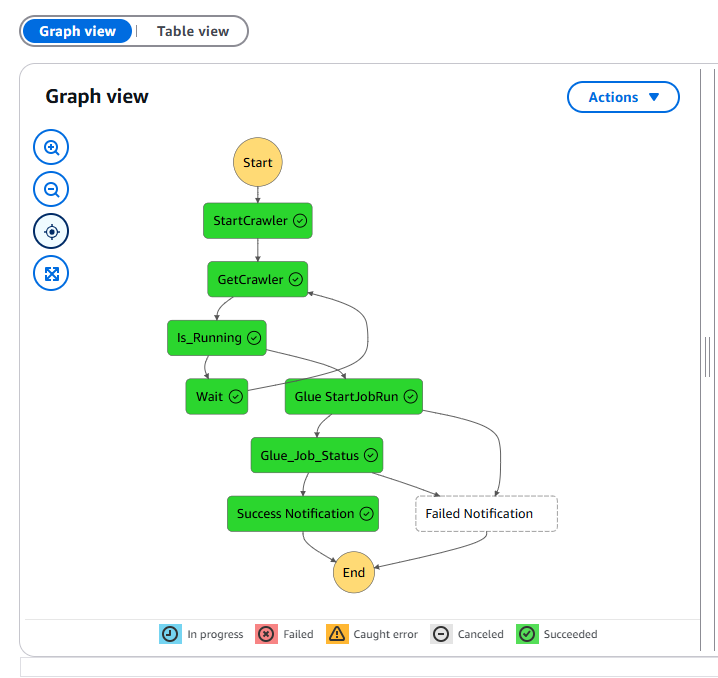 Graph view
Table view
Graph view
Actions
Start
StartCrawler
GetCrawler
Is_Running
Wait
Glue StartJobRun
Glue_Job_Status
Success Notification
Failed Notification
End
In progress
Failed
Caught error
Canceled
Succeeded